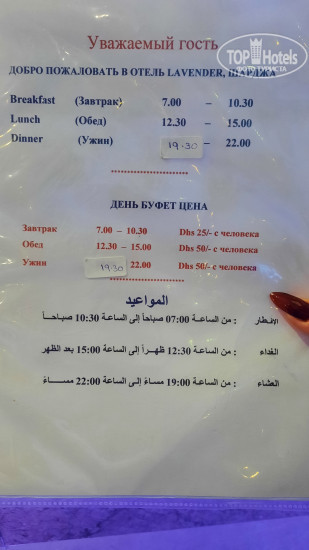 TOPHotels
ФОТО ТУРИСТА
Уважаемый гость
ДОБРО ПОЖАЛОВАТЬ В ОТЕЛЬ LAVENDER, ШАРДЖА
Breakfast (Завтрак) 7.00 – 10.30
Lunch (Обед) 12.30 – 15.00
Dinner (Ужин) 19.30 – 22.00
********************
ДЕНЬ БУФЕТ ЦЕНА
Завтрак 7.00 – 10.30 Dhs 25/- с человека
Обед 12.30 – 15.00 Dhs 50/- с человека
Ужин 19.30 22.00 Dhs 50/- с человека
********************
المواعيد
الإفطار : من الساعة 07:00 صباحاً إلى الساعة 10:30 صباحاً
الغداء : من الساعة 12:30 ظهراً إلى الساعة 15:00 بعد الظهر
العشاء : من الساعة 19:00 مساءً إلى الساعة 22:00 مساءً